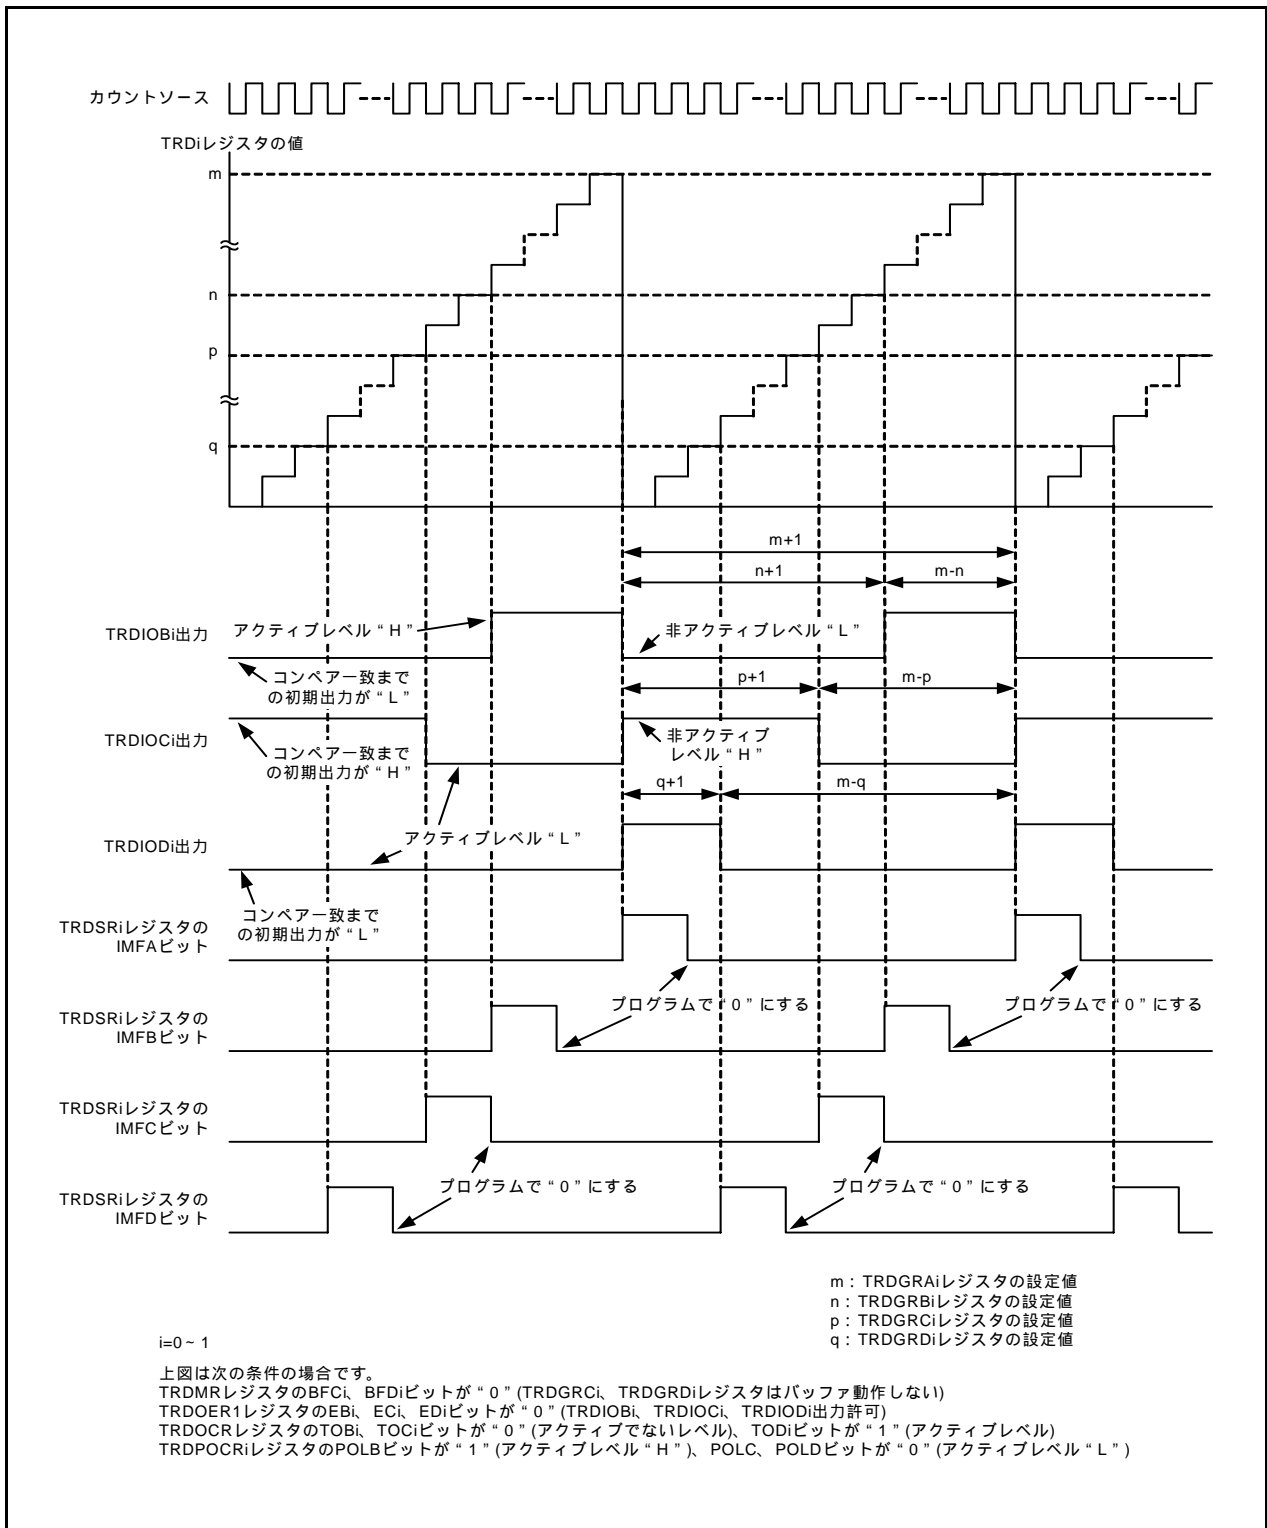 カウントソース
TRDiレジスタの値
m
n
p
q
m+1
n+1
m-n
TRDIOBi出力
アクティブレベル“H”
非アクティブレベル“L”
コンペア一致まで
の初期出力が“L”
p+1
m-p
TRDIOCi出力
コンペア一致まで
の初期出力が“H”
非アクティブ
レベル“H”
q+1
m-q
アクティブレベル“L”
TRDIODi出力
コンペア一致まで
の初期出力が“L”
TRDSRiレジスタの
IMFAビット
プログラムで“0”にする
プログラムで“0”にする
TRDSRiレジスタの
IMFBビット
TRDSRiレジスタの
IMFCビット
プログラムで“0”にする
プログラムで“0”にする
TRDSRiレジスタの
IMFDビット
m：TRDGRAiレジスタの設定値
n：TRDGRBiレジスタの設定値
p：TRDGRCiレジスタの設定値
q：TRDGRDiレジスタの設定値
i=0～1
上図は次の条件の場合です。
TRDMRレジスタのBFCi、BFDiビットが“0”(TRDGRCi、TRDGRDiレジスタはバッファ動作しない)
TRDOER1レジスタのEBi、ECi、EDiビットが“0”(TRDIOBi、TRDIOCi、TRDIODi出力許可)
TRDOCRレジスタのTOBi、TOCiビットが“0”(アクティブでないレベル)、TODiビットが“1”(アクティブレベル)
TRDPOCRiレジスタのPOLBビットが“1”(アクティブレベル“H”)、POLC、POLDビットが“0”(アクティブレベル“L”)